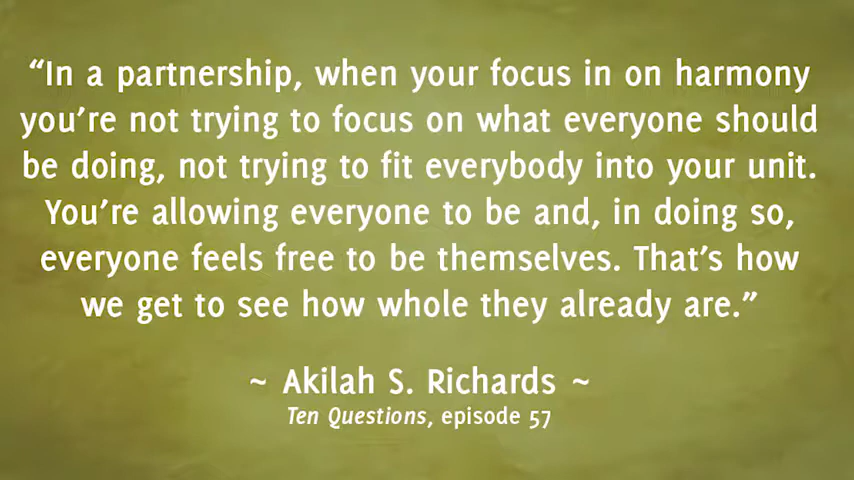 “In a partnership, when your focus in on harmony
you’re not trying to focus on what everyone should
be doing, not trying to fit everybody into your unit.
You’re allowing everyone to be and, in doing so,
everyone feels free to be themselves. That’s how
we get to see how whole they already are.”
~ Akilah S. Richards ~
Ten Questions, episode 57